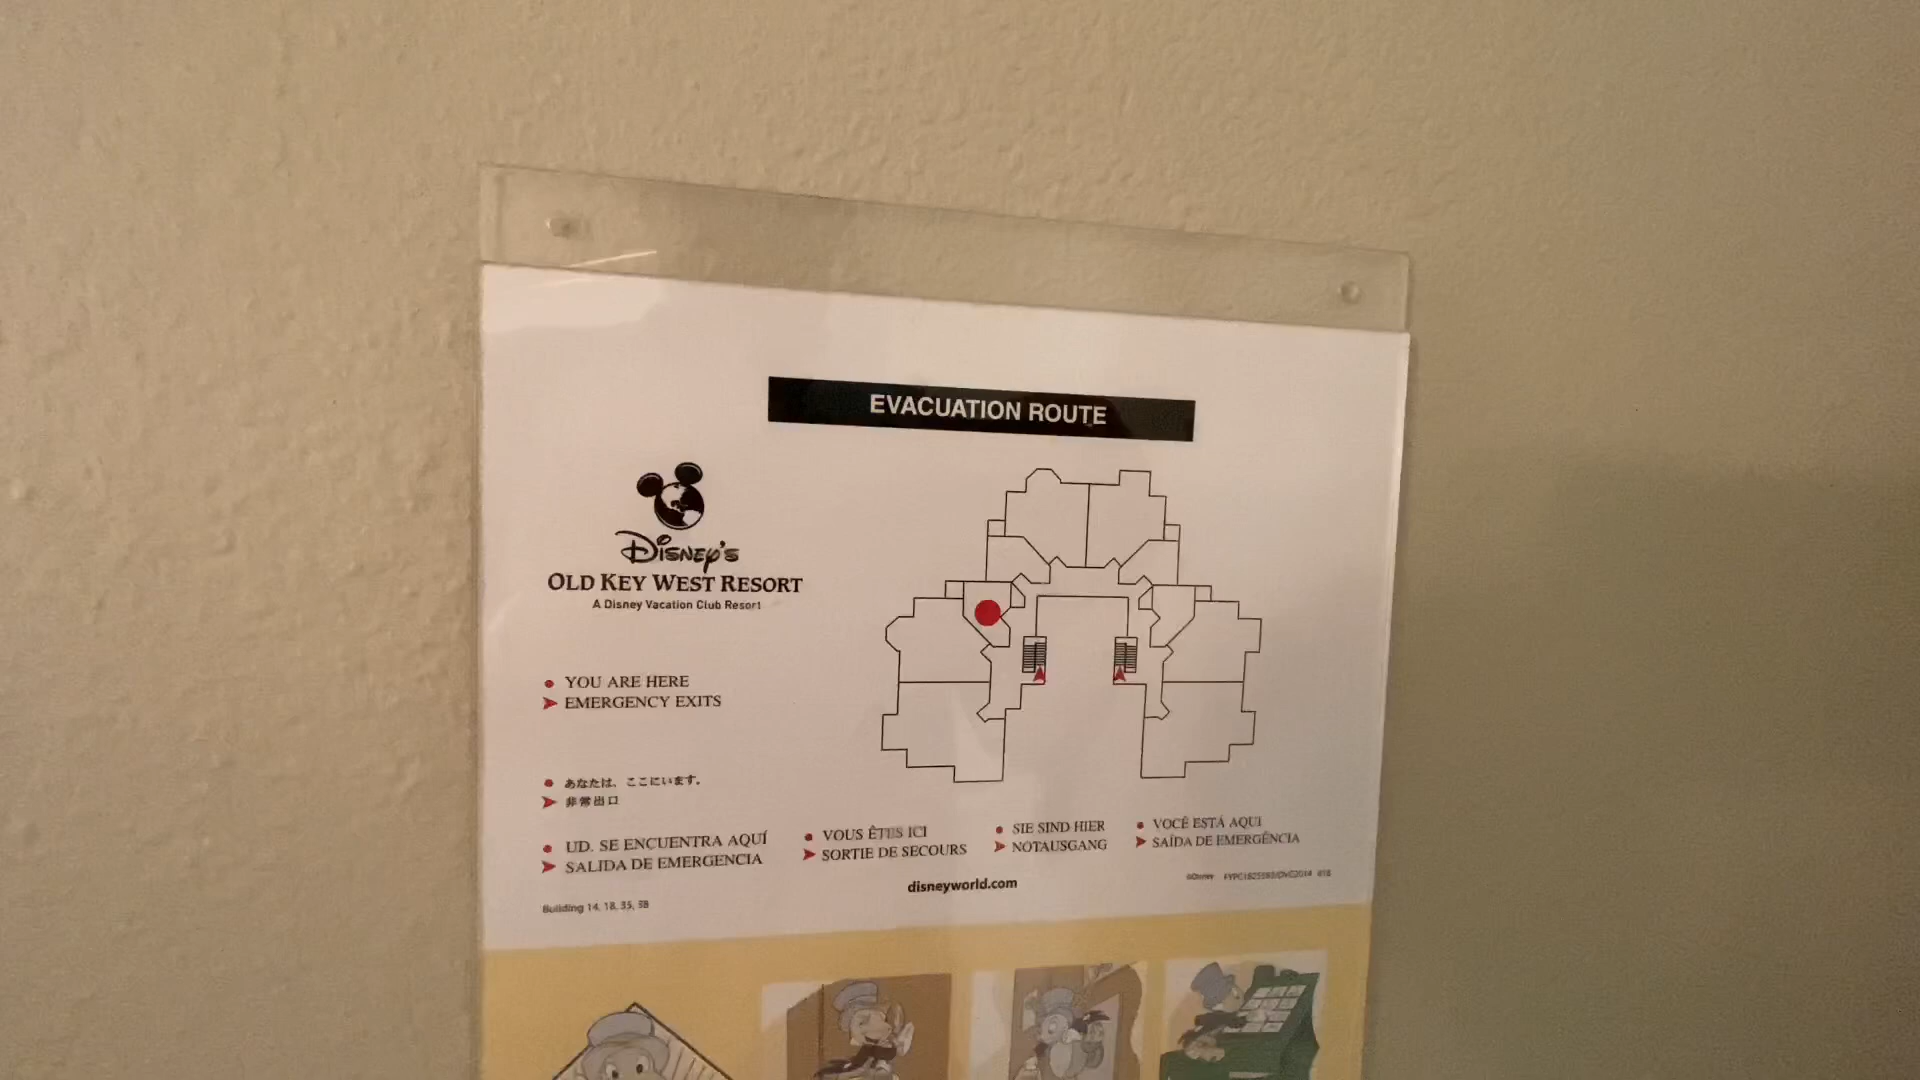 EVACUATION ROUTE
DISNEY'S
OLD KEY WEST RESORT
A Disney Vacation Club Resort
YOU ARE HERE
EMERGENCY EXITS
あなたは、ここにいます。
非常出口
UD. SE ENCUENTRA AQUÍ
SALIDA DE EMERGENCIA
VOUS ÊTES ICI
SORTIE DE SECOURS
SIE SIND HIER
NOTAUSGANG
VOCÊ ESTÁ AQUI
SAÍDA DE EMERGÊNCIA
disneyworld.com
©Disney
Building 14, 18, 35, 38